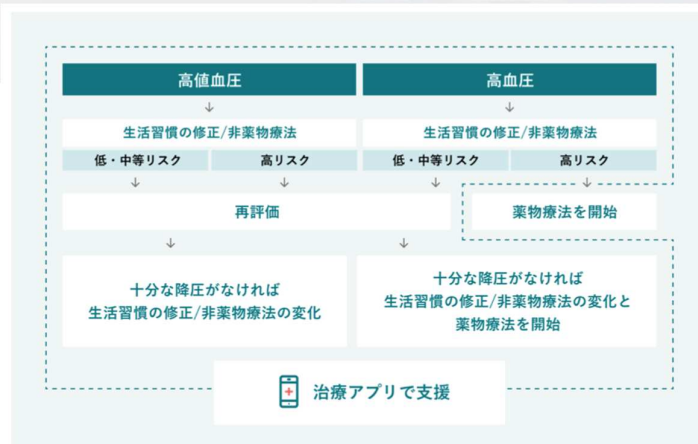 高値血圧
高血圧
生活習慣の修正/非薬物療法
生活習慣の修正/非薬物療法
低・中等リスク
高リスク
低・中等リスク
高リスク
再評価
薬物療法を開始
十分な降圧がなければ
生活習慣の修正/非薬物療法の変化
十分な降圧がなければ
生活習慣の修正/非薬物療法の変化と
薬物療法を開始
治療アプリで支援